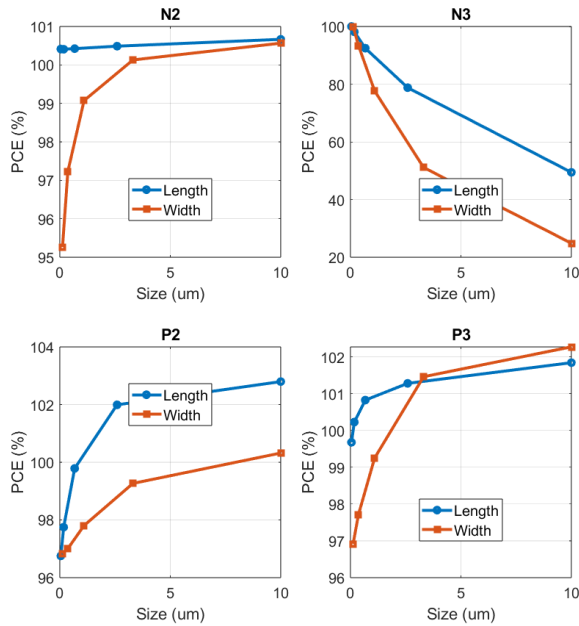 N2
101
100
99
98
97
96
95
PCE (%)
0
5
10
Size (um)
Length
Width
N3
100
80
60
40
20
PCE (%)
0
5
10
Size (um)
Length
Width
P2
104
102
100
98
96
PCE (%)
0
5
10
Size (um)
Length
Width
P3
102
101
100
99
98
97
96
PCE (%)
0
5
10
Size (um)
Length
Width